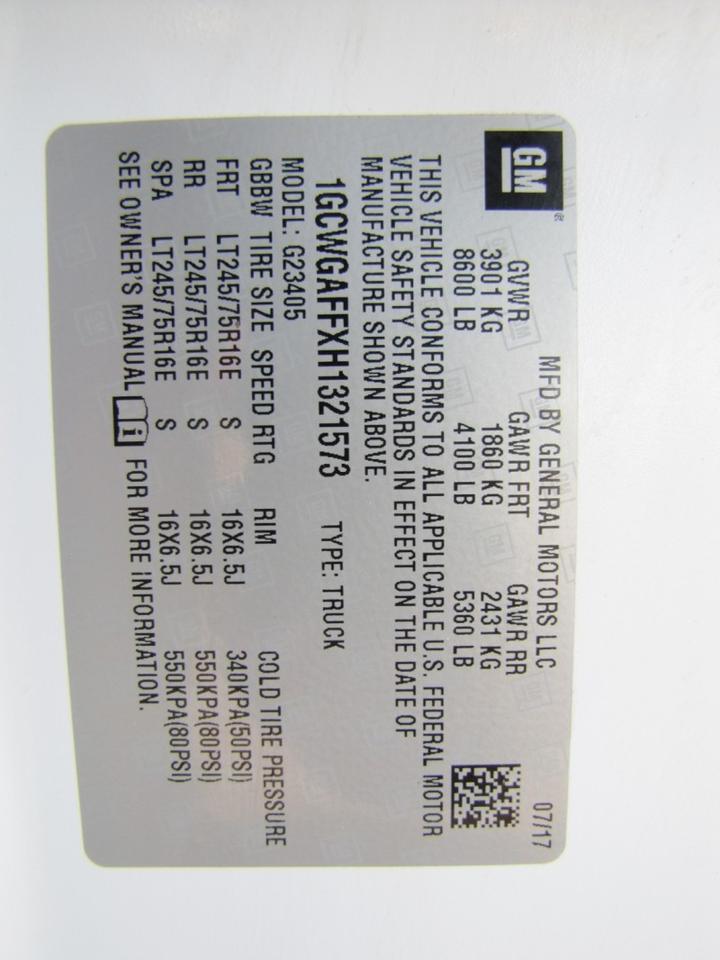 GM®
MFD BY GENERAL MOTORS LLC 07/17
GVWR GAWR FRT GAWR RR
3901 KG 1860 KG 2431 KG
8600 LB 4100 LB 5360 LB
THIS VEHICLE CONFORMS TO ALL APPLICABLE U.S. FEDERAL MOTOR
VEHICLE SAFETY STANDARDS IN EFFECT ON THE DATE OF
MANUFACTURE SHOWN ABOVE.
1GCWGAFFXH1321573 TYPE: TRUCK
MODEL: G23405
GBBW TIRE SIZE SPEED RTG RIM COLD TIRE PRESSURE
FRT LT245/75R16E S 16X6.5J 340KPA(50PSI)
RR LT245/75R16E S 16X6.5J 550KPA(80PSI)
SPA LT245/75R16E S 16X6.5J 550KPA(80PSI)
SEE OWNER'S MANUAL i FOR MORE INFORMATION.